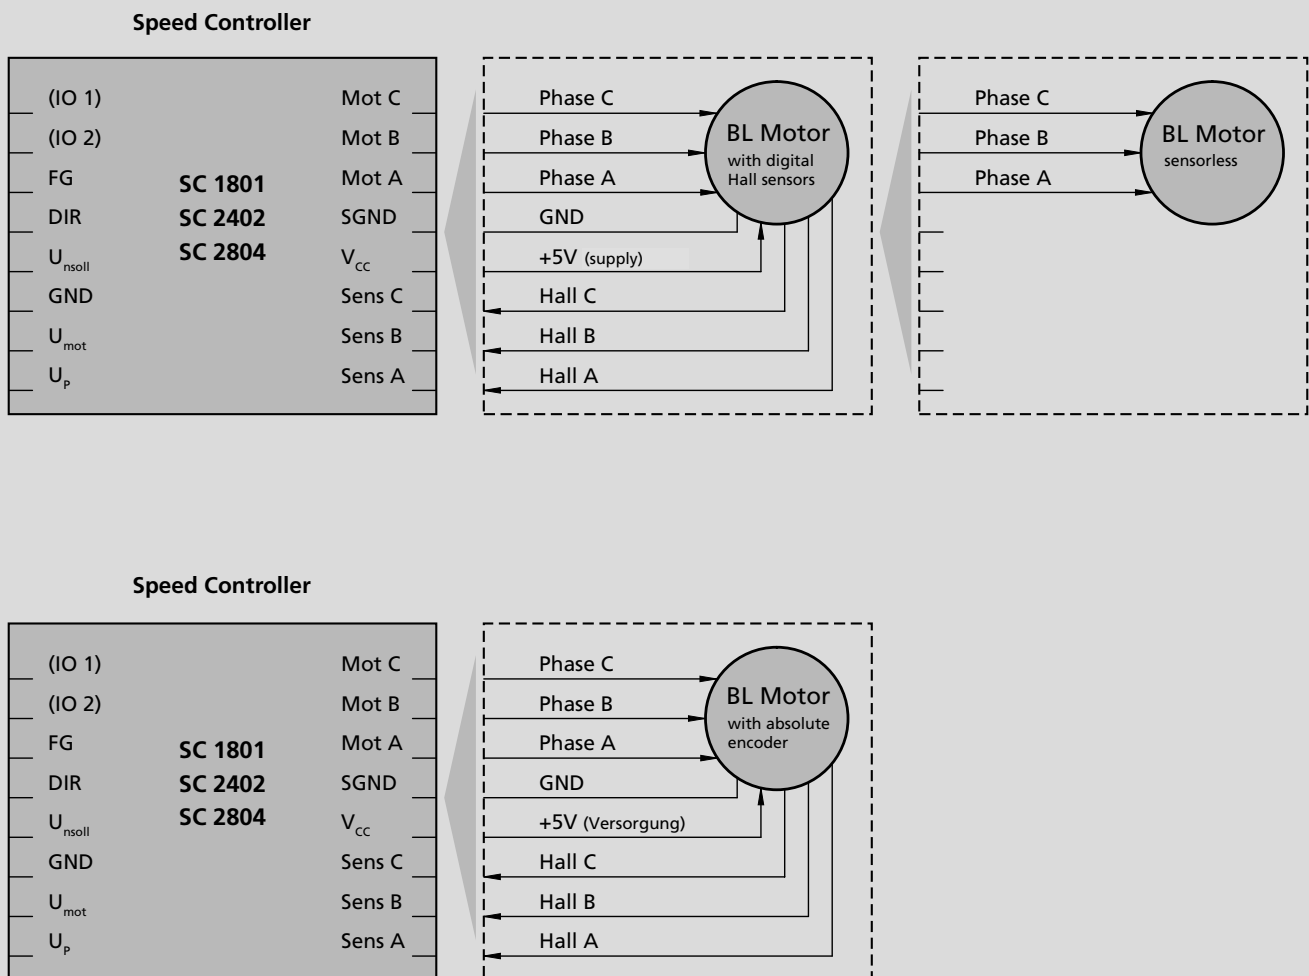 Speed Controller
(IO 1)
(IO 2)
FG
DIR
Unsoll
GND
Umot
UP
SC 1801
SC 2402
SC 2804
Mot C
Mot B
Mot A
SGND
VCC
Sens C
Sens B
Sens A
Phase C
Phase B
Phase A
GND
+5V (supply)
Hall C
Hall B
Hall A
BL Motor
with digital
Hall sensors
Phase C
Phase B
Phase A
BL Motor
sensorless
Speed Controller
(IO 1)
(IO 2)
FG
DIR
Unsoll
GND
Umot
UP
SC 1801
SC 2402
SC 2804
Mot C
Mot B
Mot A
SGND
VCC
Sens C
Sens B
Sens A
Phase C
Phase B
Phase A
GND
+5V (Versorgung)
Hall C
Hall B
Hall A
BL Motor
with absolute
encoder